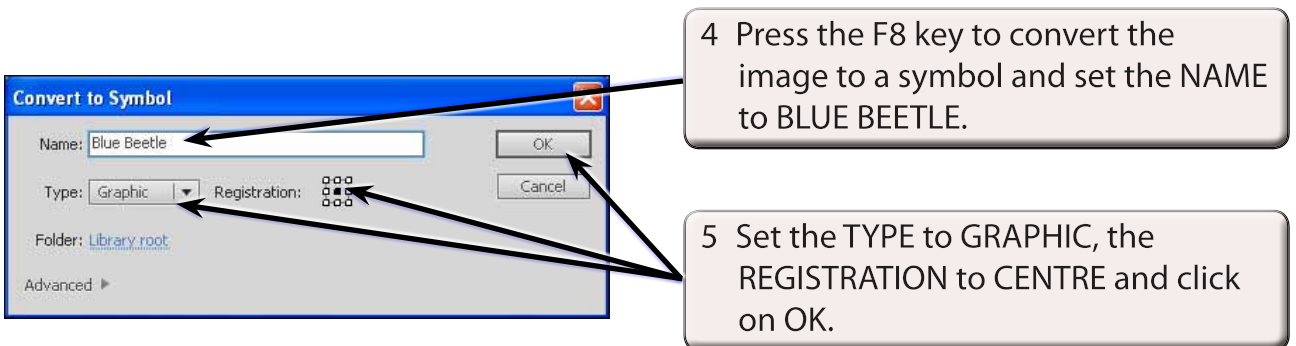 4 Press the F8 key to convert the
image to a symbol and set the NAME
to BLUE BEETLE.
Convert to Symbol
Name: Blue Beetle
OK
Type: Graphic Registration:
Cancel
Folder: Library root
Advanced
5 Set the TYPE to GRAPHIC, the
REGISTRATION to CENTRE and click
on OK.